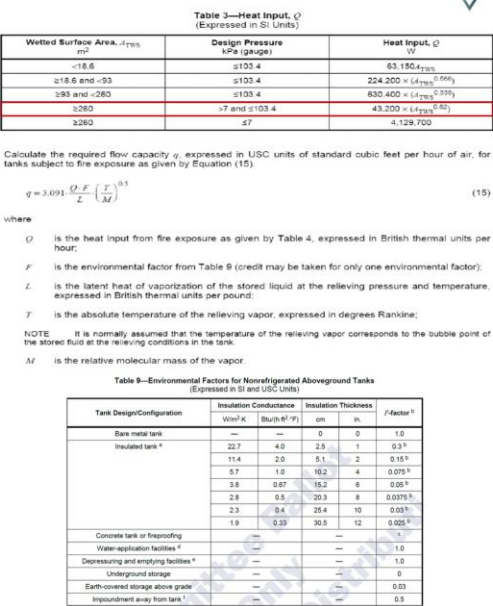 Table 3—Heat Input, Q
(Expressed in SI Units)
Wetted Surface Area, A_TWS m² Design Pressure kPa (gauge) Heat Input, Q W
<18.6 ≤103.4 63,150A_TWS
≥18.6 and <93 ≤103.4 224,200 × (A_TWS^0.566)
≥93 and <260 ≤103.4 630,400 × (A_TWS^0.338)
≥260 >7 and ≤103.4 43,200 × (A_TWS^0.82)
≥260 ≤7 4,129,700
Calculate the required flow capacity q, expressed in USC units of standard cubic feet per hour of air, for
tanks subject to fire exposure as given by Equation (15)
q = 3.091 · Q·F / L · (T / M)^0.5 (15)
where
Q is the heat input from fire exposure as given by Table 4, expressed in British thermal units per
hour;
F is the environmental factor from Table 9 (credit may be taken for only one environmental factor);
L is the latent heat of vaporization of the stored liquid at the relieving pressure and temperature,
expressed in British thermal units per pound;
T is the absolute temperature of the relieving vapor, expressed in degrees Rankine;
NOTE It is normally assumed that the temperature of the relieving vapor corresponds to the bubble point of
the stored fluid at the relieving conditions in the tank.
M is the relative molecular mass of the vapor.
Table 9—Environmental Factors for Nonrefrigerated Aboveground Tanks
(Expressed in SI and USC Units)
Tank Design/Configuration Insulation Conductance Insulation Thickness F-factor ᵇ
W/m²·K Btu/(h·ft²·°F) cm in.
Bare metal tank — — 0 0 1.0
Insulated tank ᵃ 22.7 4.0 2.5 1 0.3 ᵇ
11.4 2.0 5.1 2 0.15 ᵇ
5.7 1.0 10.2 4 0.075 ᵇ
3.8 0.67 15.2 6 0.05 ᵇ
2.8 0.5 20.3 8 0.0375 ᵇ
2.3 0.4 25.4 10 0.03 ᵇ
1.9 0.33 30.5 12 0.025 ᵇ
Concrete tank or fireproofing — — ᶜ
Water-application facilities ᵈ — — 1.0
Depressuring and emptying facilities ᵉ — — 1.0
Underground storage — — 0
Earth-covered storage above grade — — 0.03
Impoundment away from tank ᶠ — — 0.5